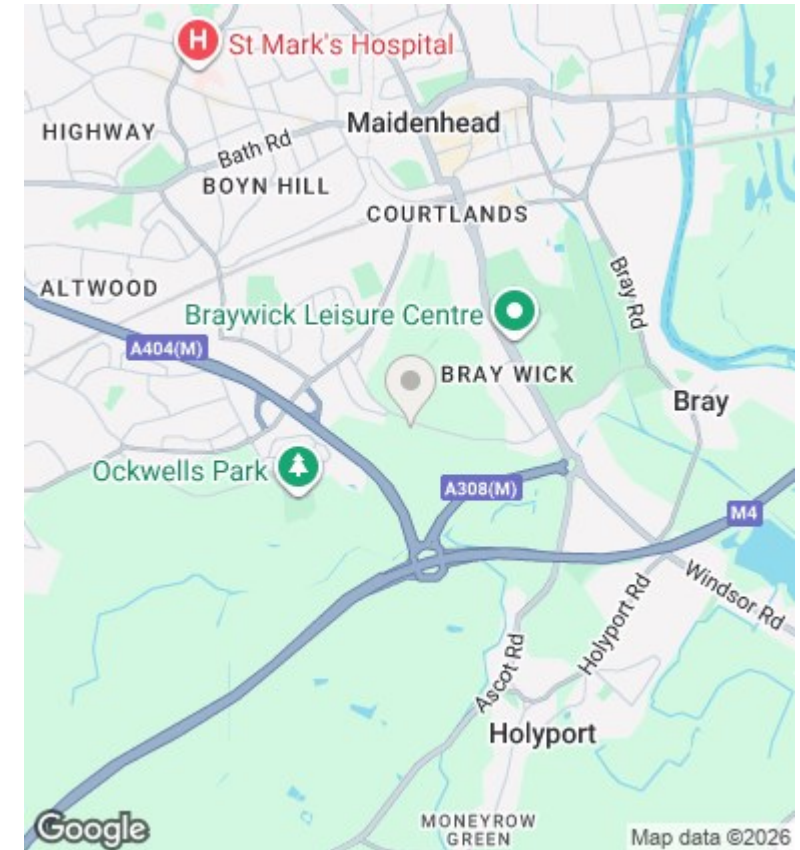 H
St Mark's Hospital
Maidenhead
HIGHWAY
Bath Rd
BOYN HILL
COURTLANDS
ALTWOOD
Bray Rd
Braywick Leisure Centre
A404(M)
BRAY WICK
Bray
Ockwells Park
A308(M)
M4
Windsor Rd
Holyport Rd
Ascot Rd
Holyport
MONEYROW
GREEN
Google
Map data ©2026